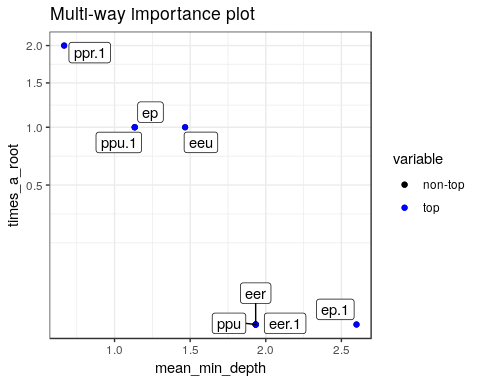 Multi-way importance plot
2.0
ppr.1
1.5
ep
1.0
ppu.1
eeu
0.5
times_a_root
eer
ppu
eer.1
ep.1
1.0
1.5
2.0
2.5
mean_min_depth
variable
non-top
top